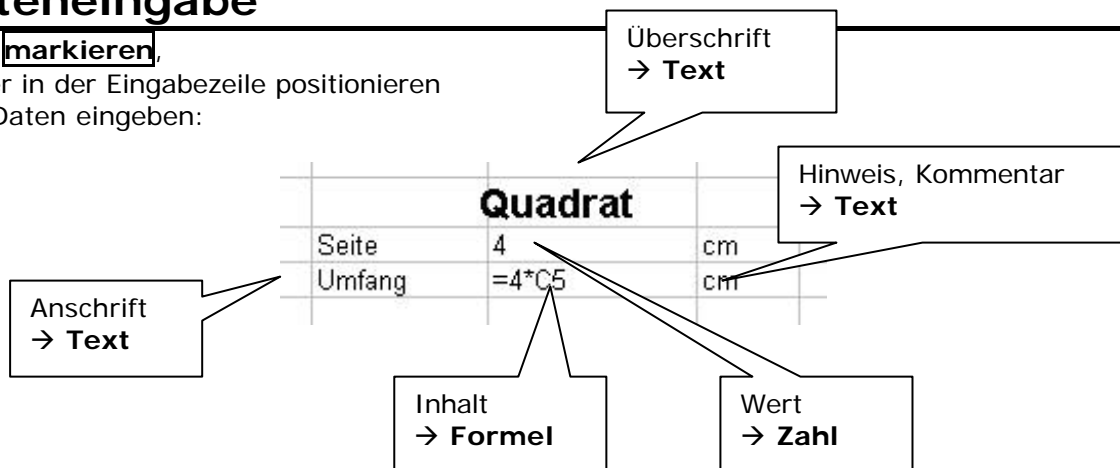 teneingabe
markieren,
er in der Eingabezeile positionieren
Daten eingeben:
Überschrift
→ Text
Hinweis, Kommentar
→ Text
Quadrat
Seite 4 cm
Umfang =4*C5 cm
Anschrift
→ Text
Inhalt
→ Formel
Wert
→ Zahl